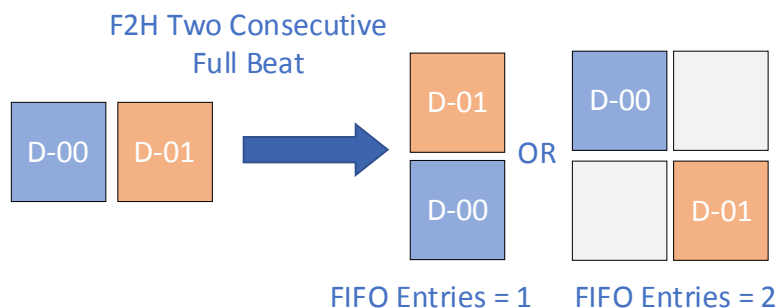 F2H Two Consecutive
Full Beat
D-00 D-01
D-01
D-00
OR
D-00
D-01
FIFO Entries = 1
FIFO Entries = 2